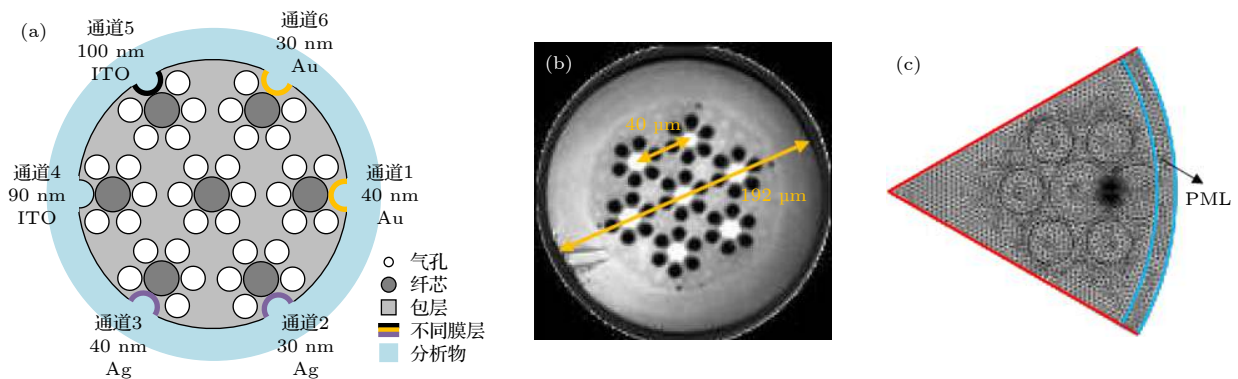 (a)
通道5
100 nm
ITO
通道6
30 nm
Au
通道4
90 nm
ITO
通道1
40 nm
Au
通道3
40 nm
Ag
通道2
30 nm
Ag
气孔
纤芯
包层
不同膜层
分析物
(b)
40 μm
192 μm
(c)
PML